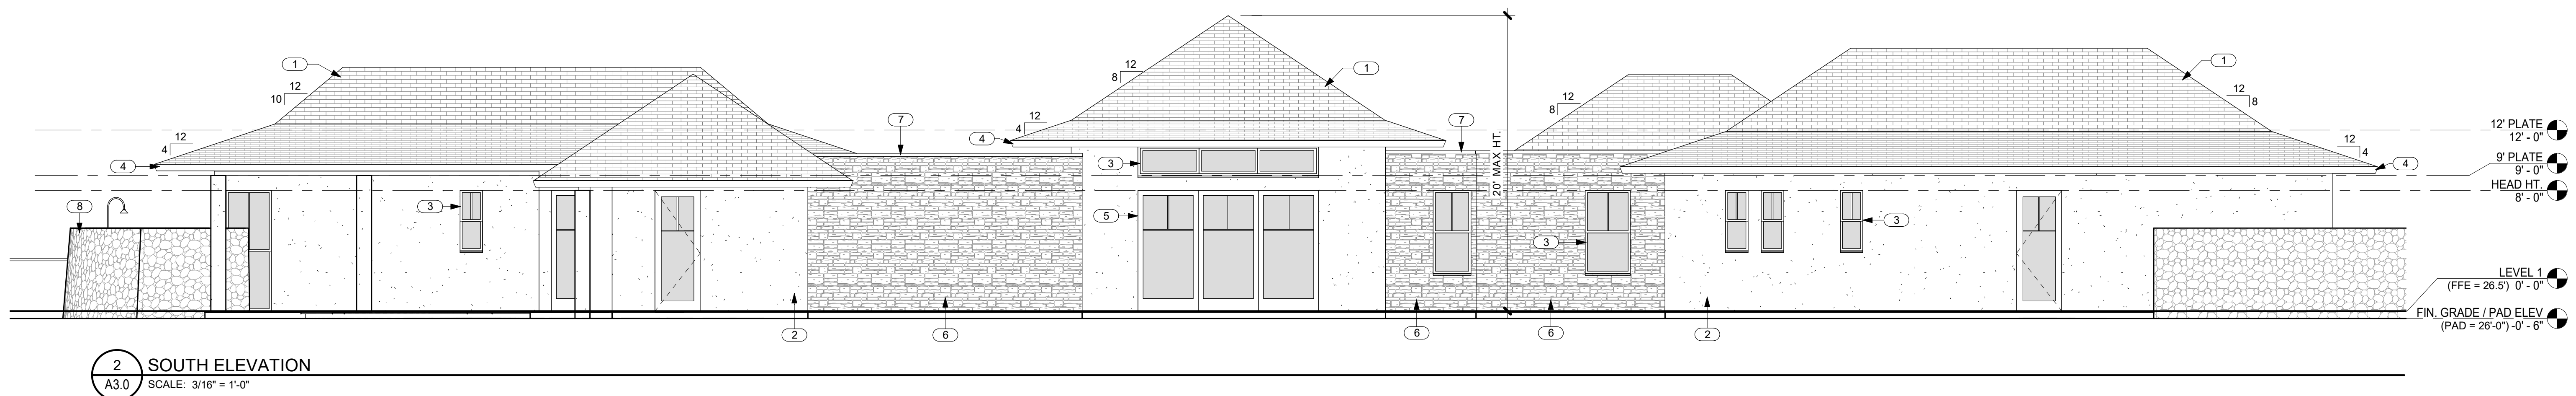 1
12
10
12
4
4
8
3
7
2
6
12
8
12
4
4
1
3
5
7
20' MAX HT.
6
12
8
3
6
1
12
8
12
4
4
3
2
12' PLATE
12' - 0"
9' PLATE
9' - 0"
HEAD HT.
8' - 0"
LEVEL 1
(FFE = 26.5') 0' - 0"
FIN. GRADE / PAD ELEV
(PAD = 26'-0") -0' - 6"
2
A3.0
SOUTH ELEVATION
SCALE: 3/16" = 1'-0"